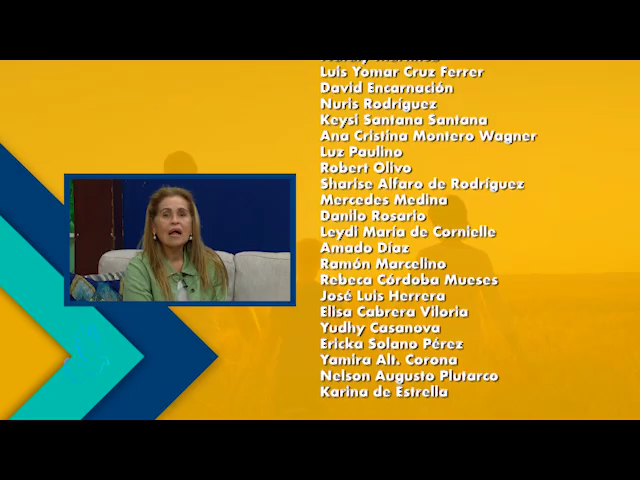 Luis Yomar Cruz Ferrer
David Encarnación
Nuris Rodríguez
Keysi Santana Santana
Ana Cristina Montero Wagner
Luz Paulino
Robert Olivo
Sharise Alfaro de Rodríguez
Mercedes Medina
Danilo Rosario
Leydi María de Cornielle
Amado Díaz
Ramón Marcelino
Rebeca Córdoba Mueses
José Luis Herrera
Elisa Cabrera Viloria
Yudhy Casanova
Ericka Solano Pérez
Yamira Alt. Corona
Nelson Augusto Plutarco
Karina de Estrella